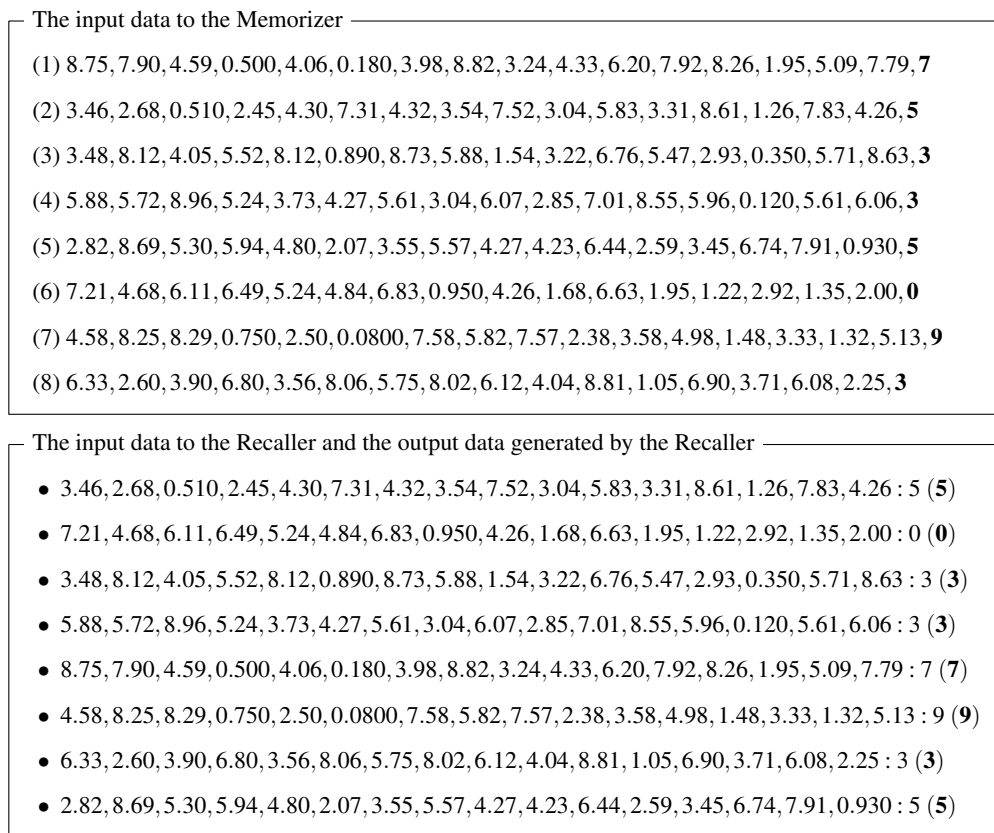 The input data to the Memorizer
(1) 8.75,7.90,4.59,0.500,4.06,0.180,3.98,8.82,3.24,4.33,6.20,7.92,8.26,1.95,5.09,7.79,7
(2) 3.46,2.68,0.510,2.45,4.30,7.31,4.32,3.54,7.52,3.04,5.83,3.31,8.61,1.26,7.83,4.26,5
(3) 3.48,8.12,4.05,5.52,8.12,0.890,8.73,5.88,1.54,3.22,6.76,5.47,2.93,0.350,5.71,8.63,3
(4) 5.88,5.72,8.96,5.24,3.73,4.27,5.61,3.04,6.07,2.85,7.01,8.55,5.96,0.120,5.61,6.06,3
(5) 2.82,8.69,5.30,5.94,4.80,2.07,3.55,5.57,4.27,4.23,6.44,2.59,3.45,6.74,7.91,0.930,5
(6) 7.21,4.68,6.11,6.49,5.24,4.84,6.83,0.950,4.26,1.68,6.63,1.95,1.22,2.92,1.35,2.00,0
(7) 4.58,8.25,8.29,0.750,2.50,0.0800,7.58,5.82,7.57,2.38,3.58,4.98,1.48,3.33,1.32,5.13,9
(8) 6.33,2.60,3.90,6.80,3.56,8.06,5.75,8.02,6.12,4.04,8.81,1.05,6.90,3.71,6.08,2.25,3
The input data to the Recaller and the output data generated by the Recaller
• 3.46,2.68,0.510,2.45,4.30,7.31,4.32,3.54,7.52,3.04,5.83,3.31,8.61,1.26,7.83,4.26 : 5 (5)
• 7.21,4.68,6.11,6.49,5.24,4.84,6.83,0.950,4.26,1.68,6.63,1.95,1.22,2.92,1.35,2.00 : 0 (0)
• 3.48,8.12,4.05,5.52,8.12,0.890,8.73,5.88,1.54,3.22,6.76,5.47,2.93,0.350,5.71,8.63 : 3 (3)
• 5.88,5.72,8.96,5.24,3.73,4.27,5.61,3.04,6.07,2.85,7.01,8.55,5.96,0.120,5.61,6.06 : 3 (3)
• 8.75,7.90,4.59,0.500,4.06,0.180,3.98,8.82,3.24,4.33,6.20,7.92,8.26,1.95,5.09,7.79 : 7 (7)
• 4.58,8.25,8.29,0.750,2.50,0.0800,7.58,5.82,7.57,2.38,3.58,4.98,1.48,3.33,1.32,5.13 : 9 (9)
• 6.33,2.60,3.90,6.80,3.56,8.06,5.75,8.02,6.12,4.04,8.81,1.05,6.90,3.71,6.08,2.25 : 3 (3)
• 2.82,8.69,5.30,5.94,4.80,2.07,3.55,5.57,4.27,4.23,6.44,2.59,3.45,6.74,7.91,0.930 : 5 (5)